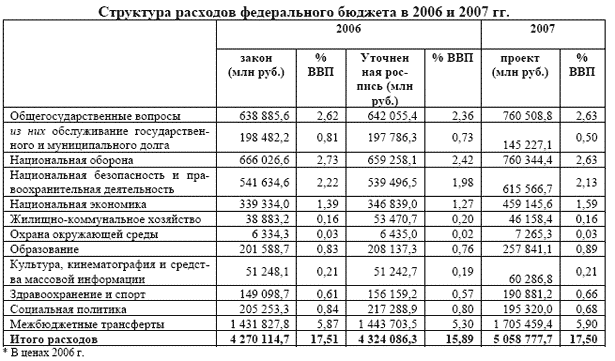 Структура расходов федерального бюджета в 2006 и 2007 гг.
2006 2007
закон (млн руб.) % ВВП Уточнен ная рос- пись (млн руб.) % ВВП проект (млн руб.) % ВВП
Общегосударственные вопросы 638 885,6 2,62 642 055,4 2,36 760 508,8 2,63
из них обслуживание государствен-
ного и муниципального долга 198 482,2 0,81 197 786,3 0,73 145 227,1 0,50
Национальная оборона 666 026,6 2,73 659 258,1 2,42 760 344,4 2,63
Национальная безопасность и пра-
воохранительная деятельность 541 634,6 2,22 539 496,5 1,98 615 566,7 2,13
Национальная экономика 339 334,0 1,39 346 839,0 1,27 459 145,6 1,59
Жилищно-коммунальное хозяйство 38 883,2 0,16 53 470,7 0,20 46 158,4 0,16
Охрана окружающей среды 6 334,3 0,03 6 435,0 0,02 7 265,3 0,03
Образование 201 588,7 0,83 208 137,3 0,76 257 841,1 0,89
Культура, кинематография и средст-
ва массовой информации 51 248,1 0,21 51 242,7 0,19 60 286,8 0,21
Здравоохранение и спорт 149 098,7 0,61 156 159,2 0,57 190 881,2 0,66
Социальная политика 205 253,3 0,84 217 288,9 0,80 195 320,0 0,68
Межбюджетные трансферты 1 431 827,8 5,87 1 443 703,5 5,30 1 705 459,4 5,90
Итого расходов 4 270 114,7 17,51 4 324 086,3 15,89 5 058 777,7 17,50
* В ценах 2006 г.